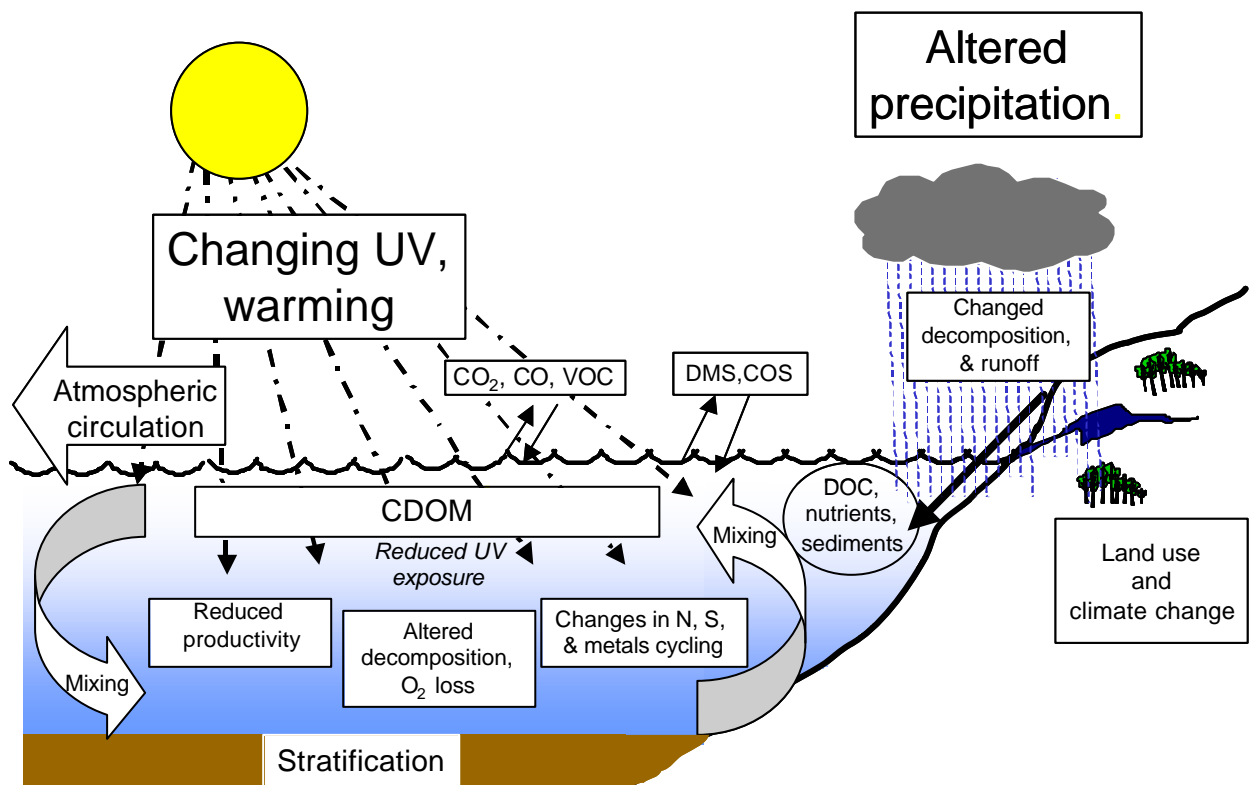 Altered
precipitation.
Changing UV,
warming
Changed
decomposition,
& runoff
CO₂, CO, VOC
DMS,COS
Atmospheric
circulation
CDOM
DOC,
nutrients,
sediments
Mixing
Reduced UV
exposure
Land use
and
climate change
Reduced
productivity
Altered
decomposition,
O₂ loss
Changes in N, S,
& metals cycling
Mixing
Stratification